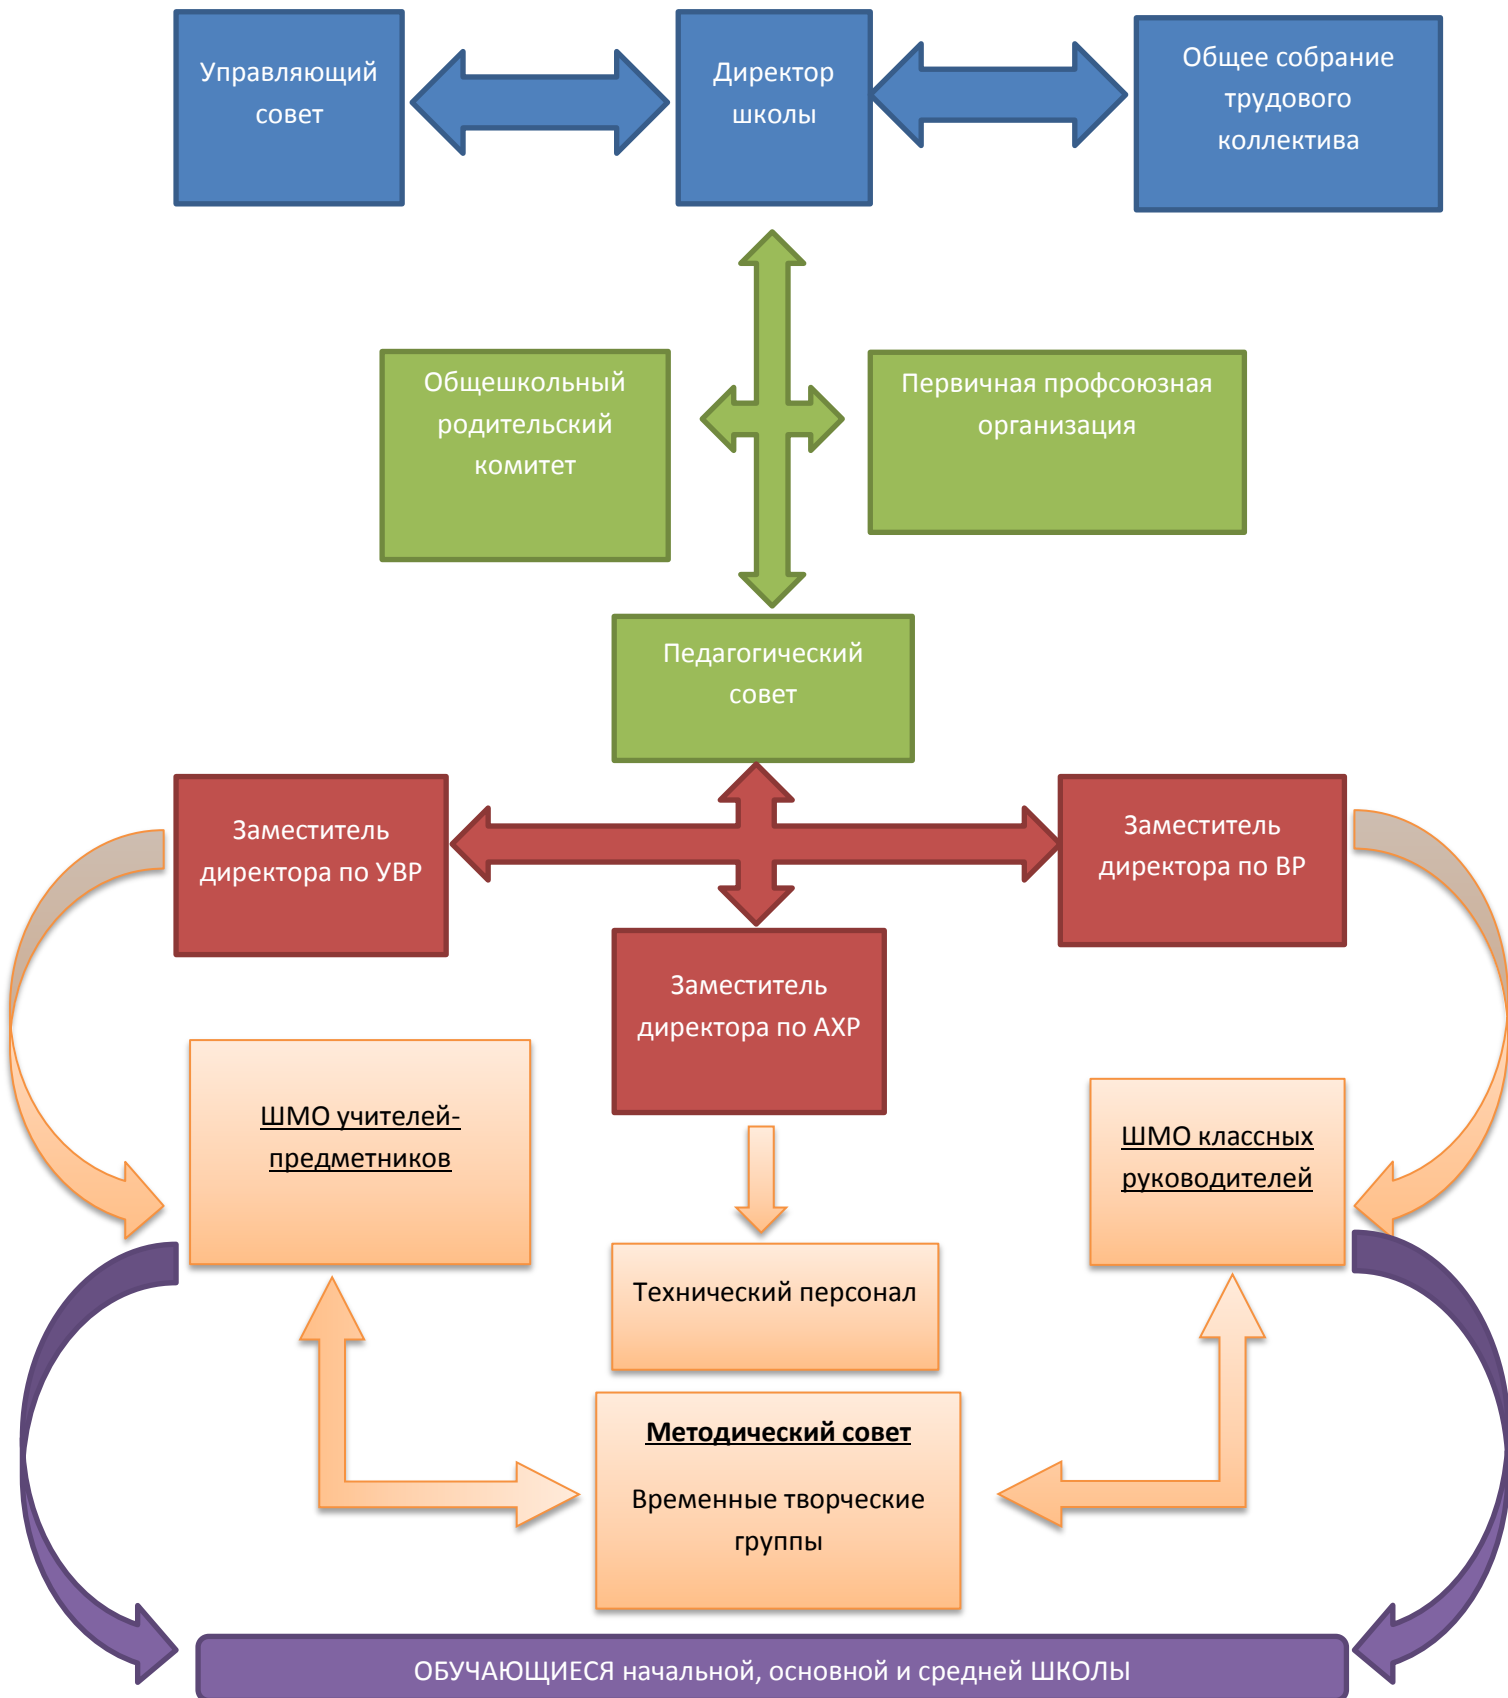 Управляющий
совет
Директор
школы
Общее собрание
трудового
коллектива
Общешкольный
родительский
комитет
Первичная профсоюзная
организация
Педагогический
совет
Заместитель
директора по УВР
Заместитель
директора по ВР
Заместитель
директора по АХР
ШМО учителей-
предметников
ШМО классных
руководителей
Технический персонал
Методический совет
Временные творческие
группы
ОБУЧАЮЩИЕСЯ начальной, основной и средней ШКОЛЫ